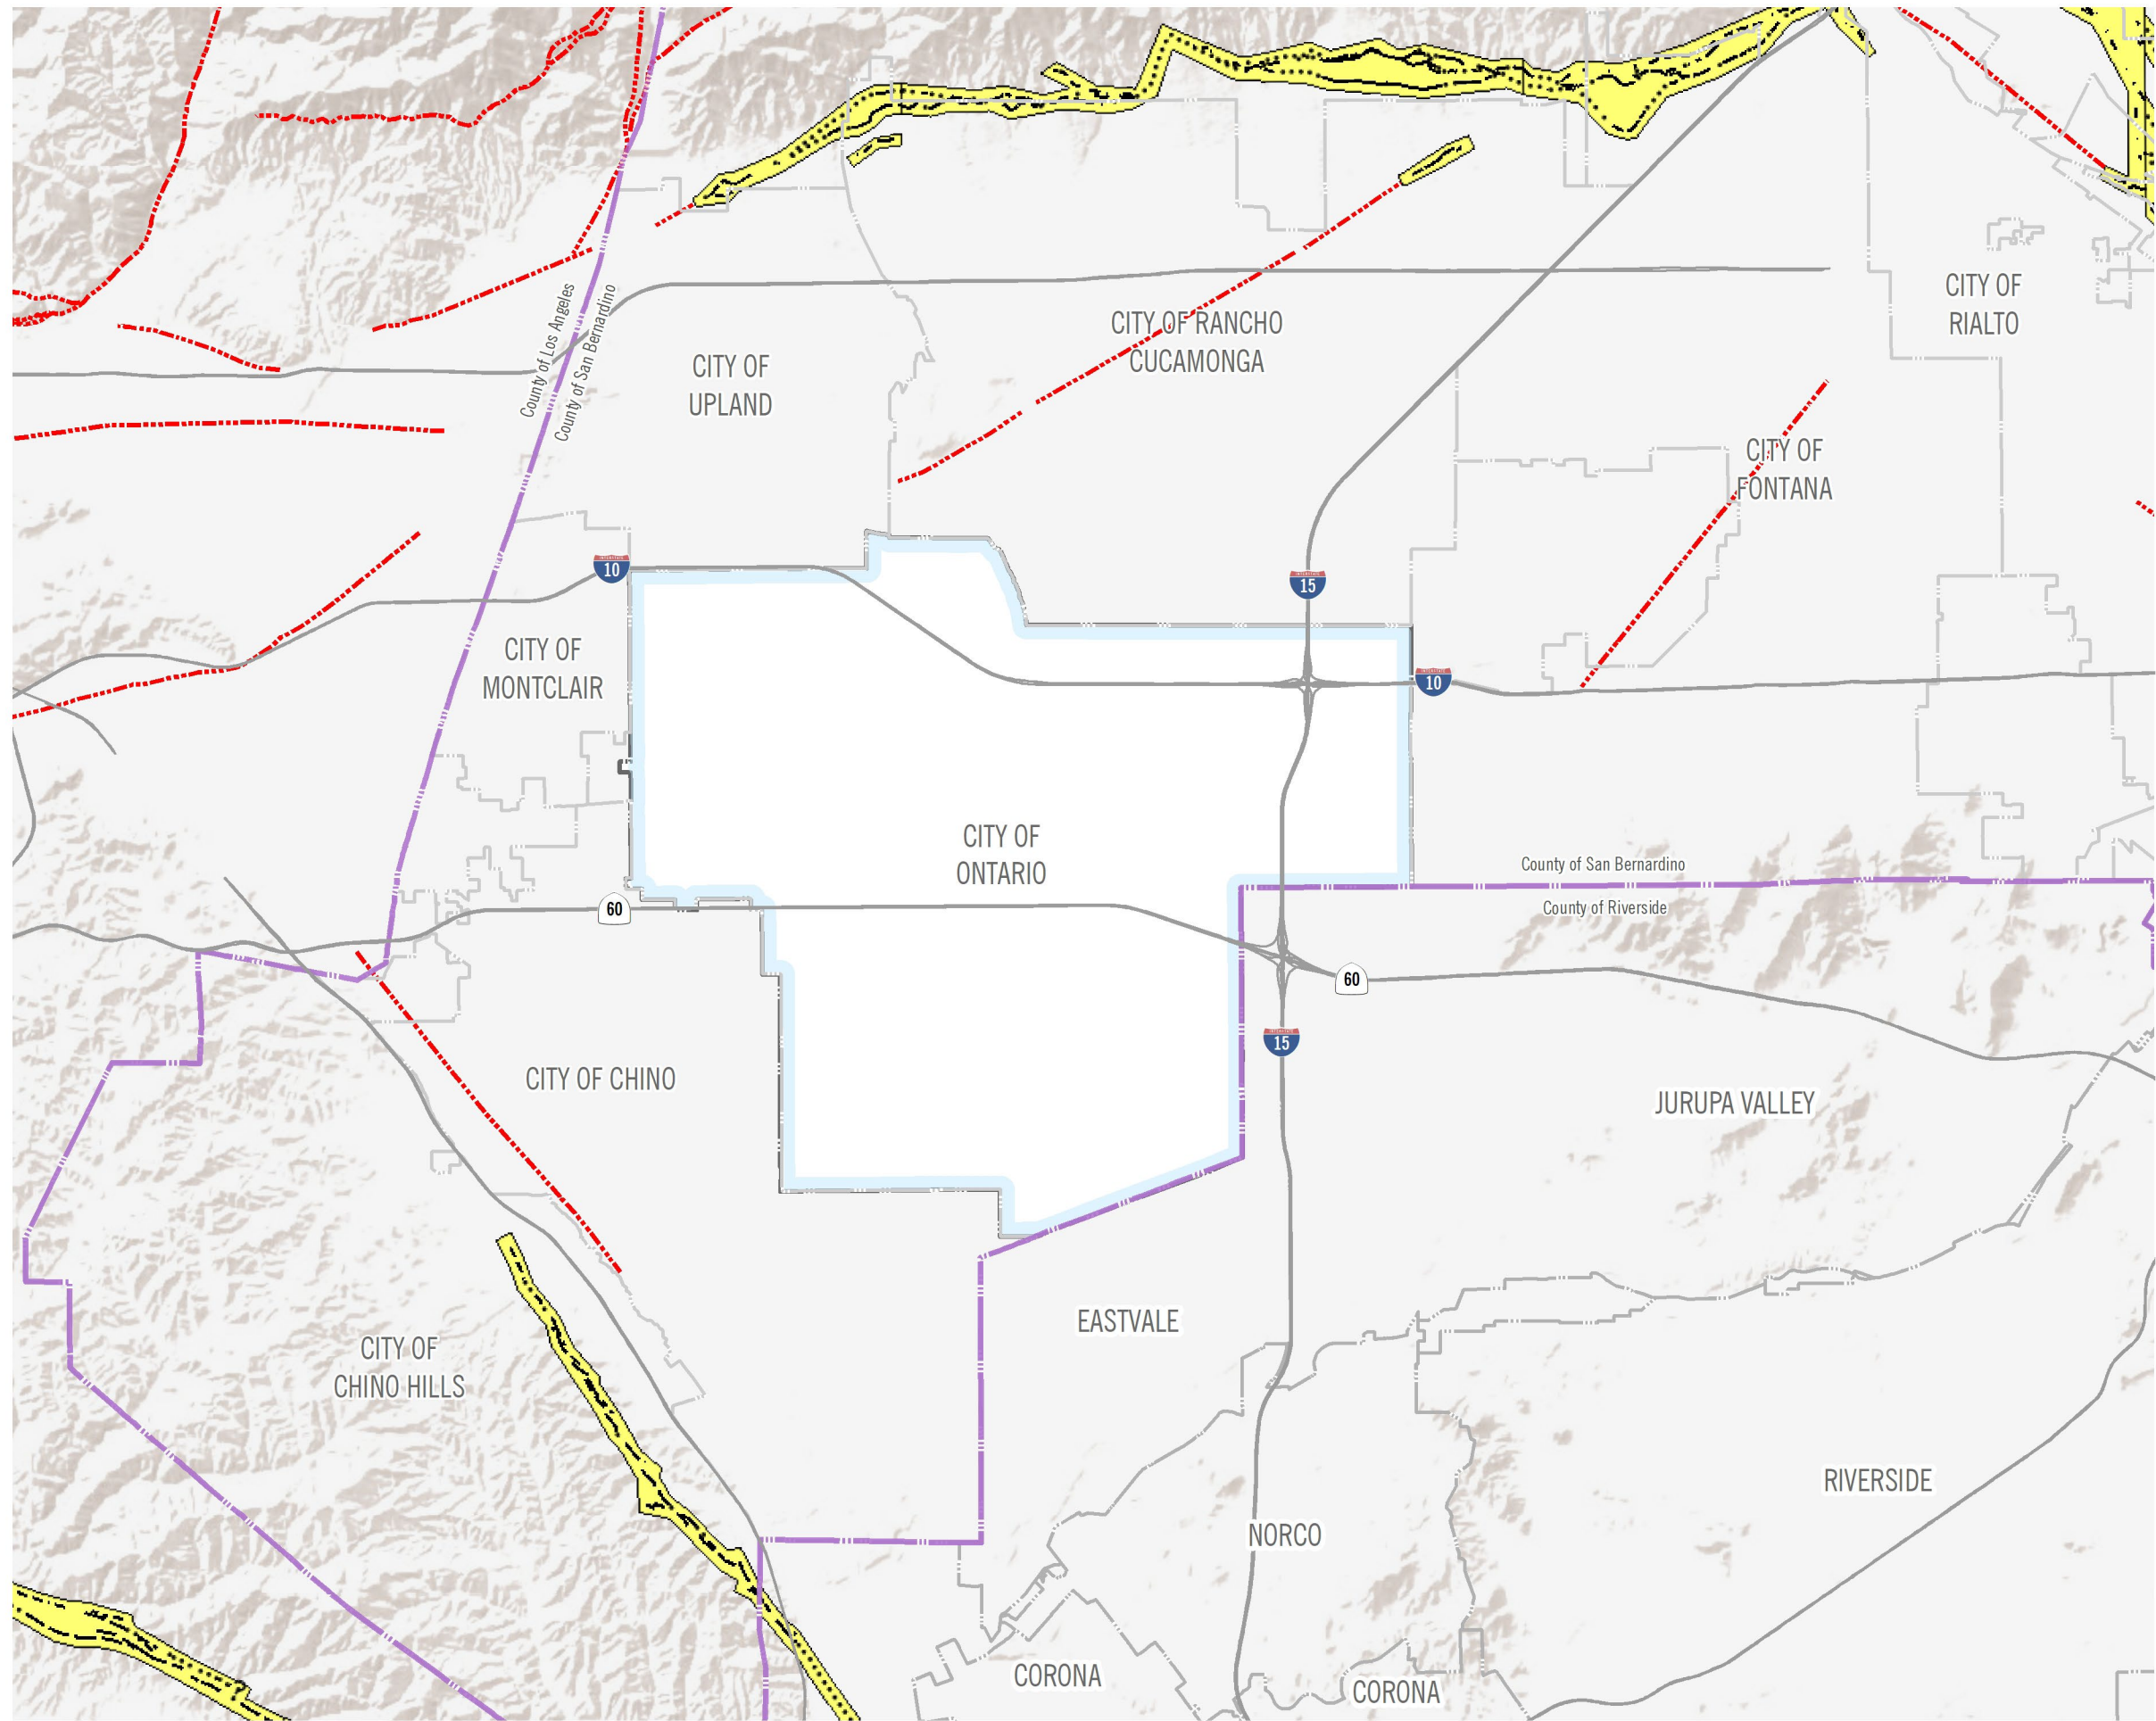 County of Los Angeles
County of San Bernardino
CITY OF
RIALTO
CITY OF RANCHO
CUCAMONGA
CITY OF
UPLAND
CITY OF
FONTANA
10
15
CITY OF
MONTCLAIR
10
CITY OF
ONTARIO
County of San Bernardino
County of Riverside
60
60
15
CITY OF CHINO
JURUPA VALLEY
EASTVALE
CITY OF
CHINO HILLS
RIVERSIDE
NORCO
CORONA
CORONA